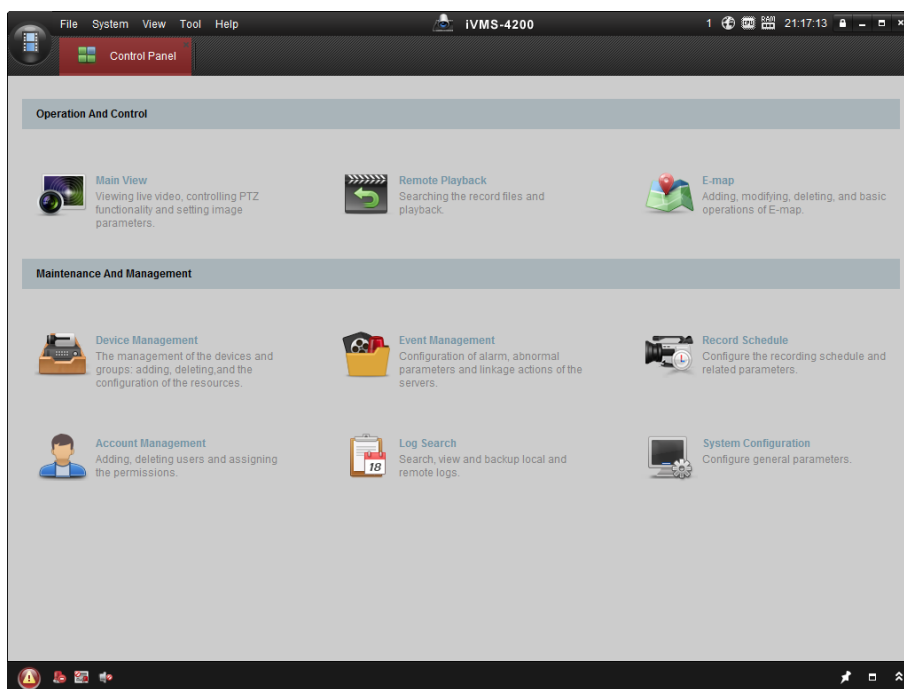 File System View Tool Help
iVMS-4200
1 CPU RAM 21:17:13
Control Panel
Operation And Control
Main View
Viewing live video, controlling PTZ
functionality and setting image
parameters.
Remote Playback
Searching the record files and
playback.
E-map
Adding, modifying, deleting, and basic
operations of E-map.
Maintenance And Management
Device Management
The management of the devices and
groups: adding, deleting,and the
configuration of the resources.
Event Management
Configuration of alarm, abnormal
parameters and linkage actions of the
servers.
Record Schedule
Configure the recording schedule and
related parameters.
Account Management
Adding, deleting users and assigning
the permissions.
18
Log Search
Search, view and backup local and
remote logs.
System Configuration
Configure general parameters.